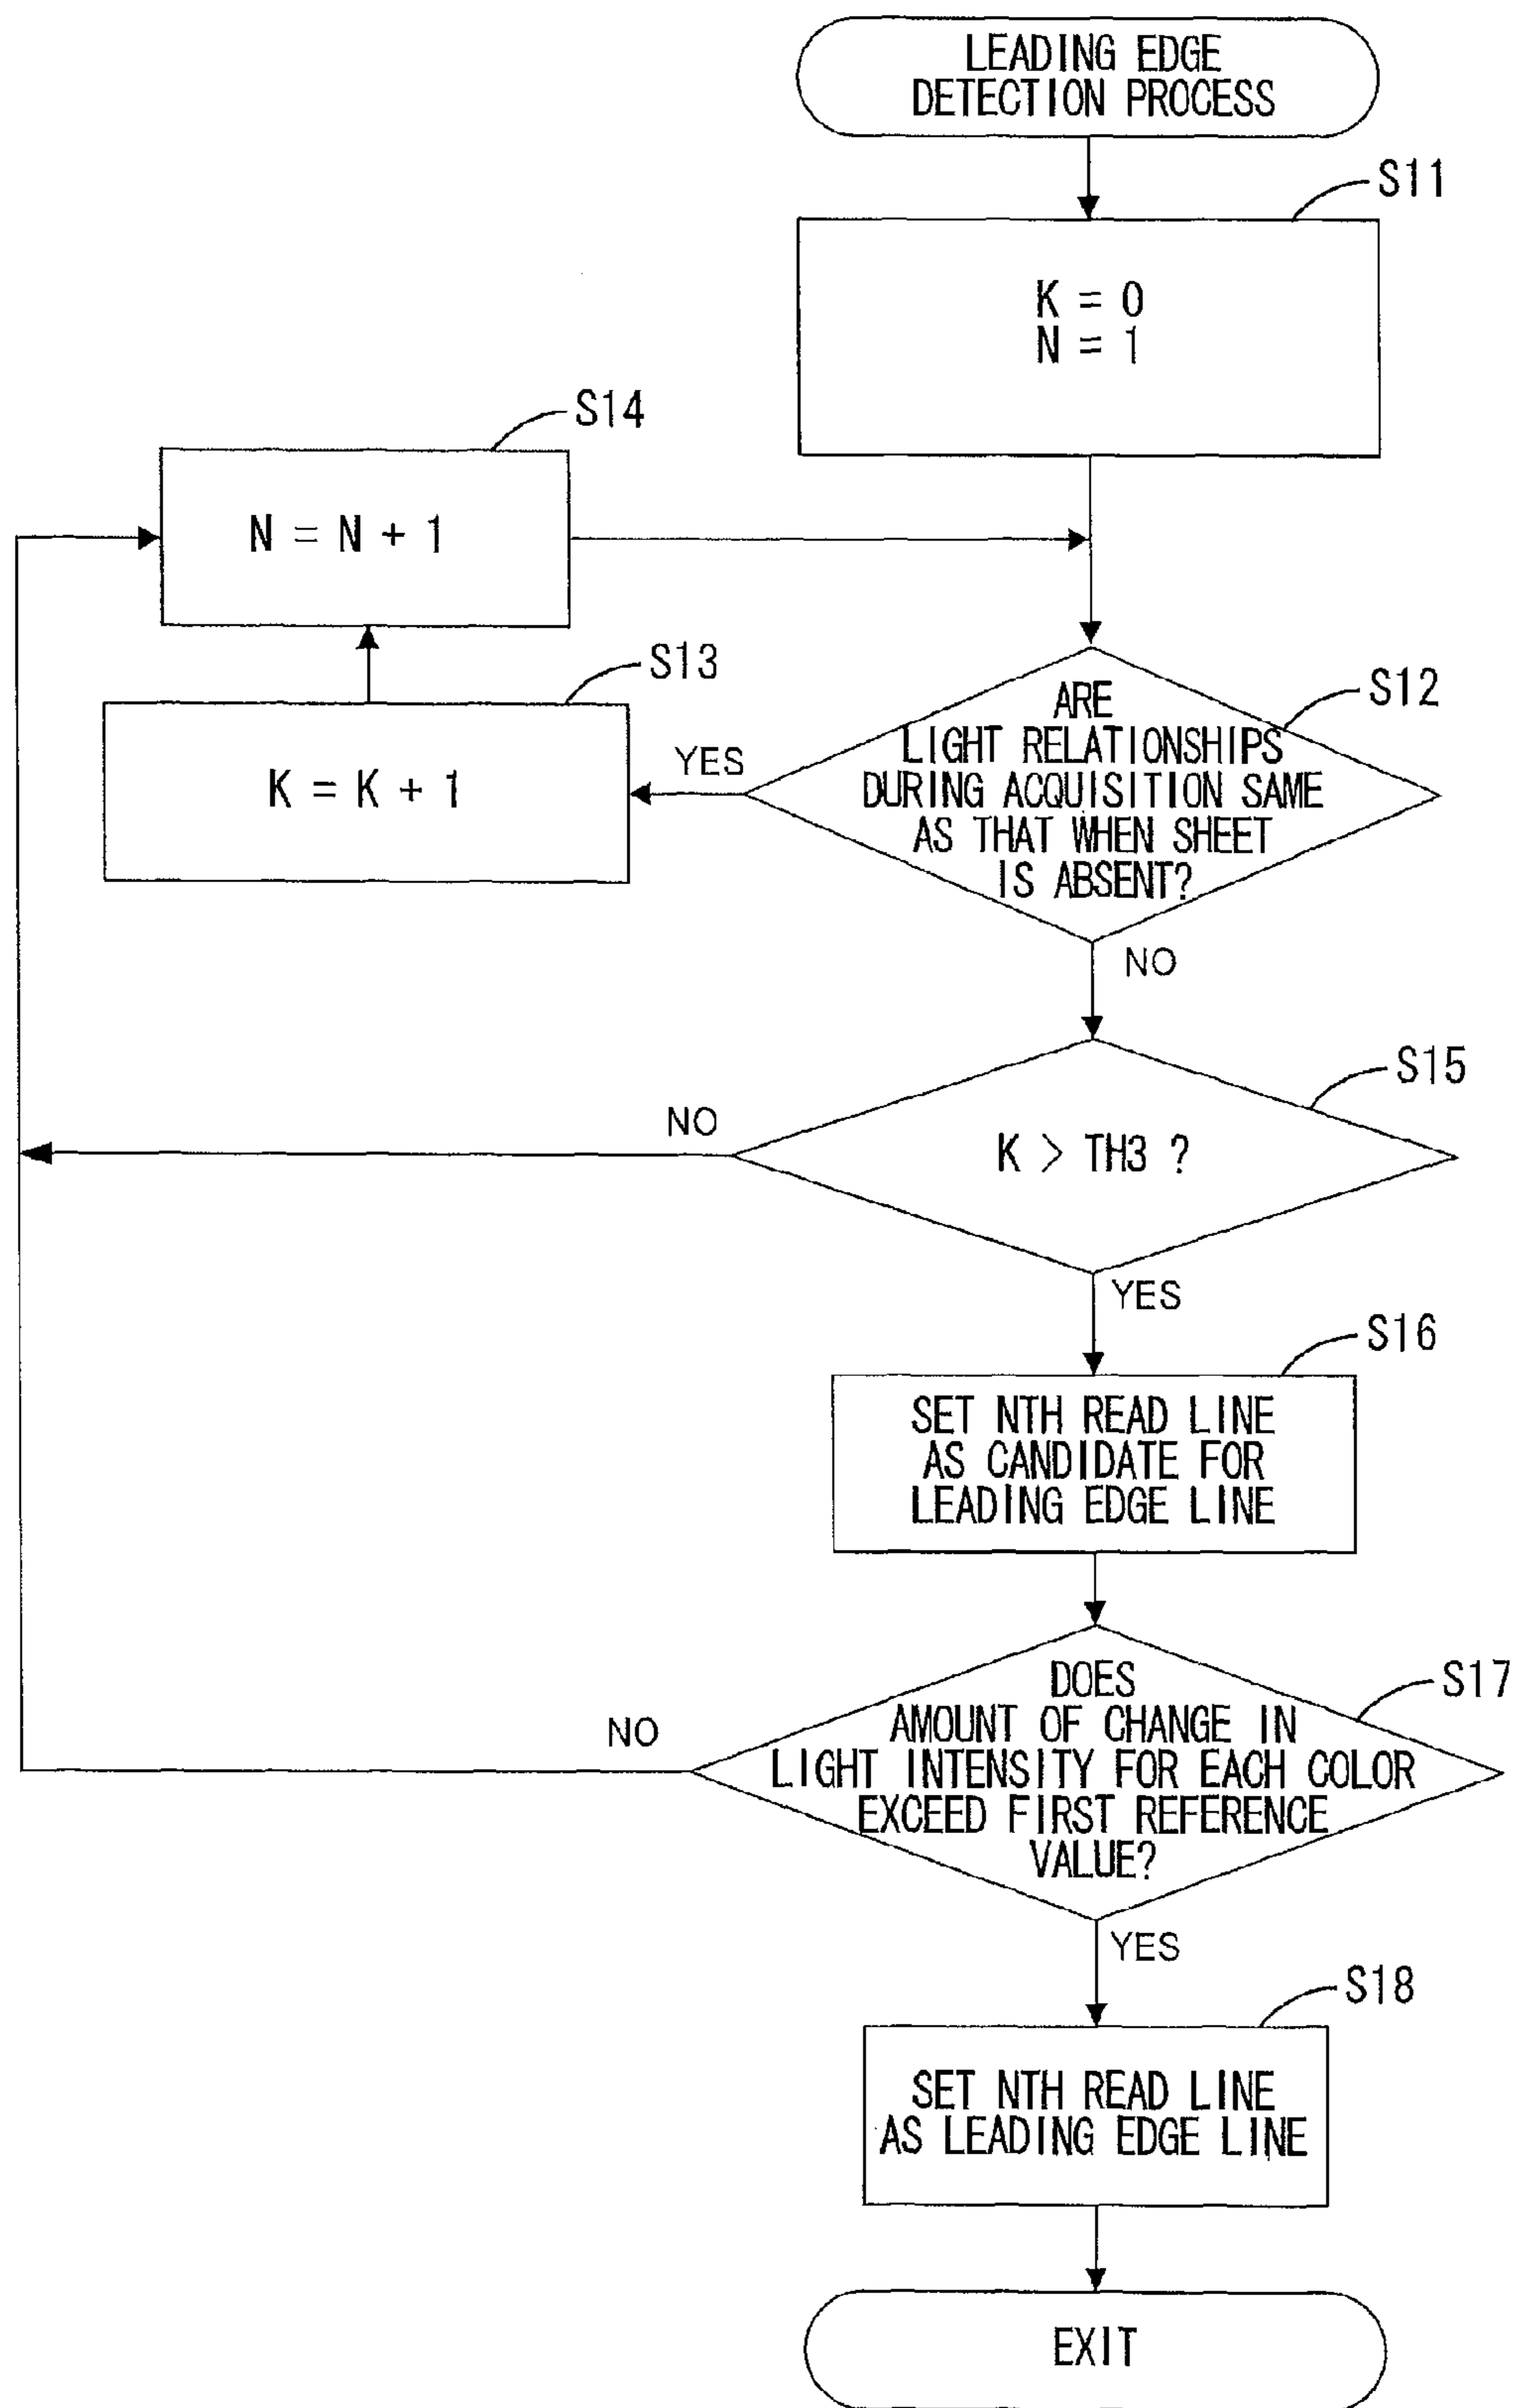 LEADING EDGE
DETECTION PROCESS
S11
K = 0
N = 1
S14
N = N + 1
S13
K = K + 1
S12
ARE
LIGHT RELATIONSHIPS
DURING ACQUISITION SAME
AS THAT WHEN SHEET
IS ABSENT?
YES
NO
S15
K > TH3 ?
NO
YES
S16
SET NTH READ LINE
AS CANDIDATE FOR
LEADING EDGE LINE
S17
DOES
AMOUNT OF CHANGE IN
LIGHT INTENSITY FOR EACH COLOR
EXCEED FIRST REFERENCE
VALUE?
NO
YES
S18
SET NTH READ LINE
AS LEADING EDGE LINE
EXIT